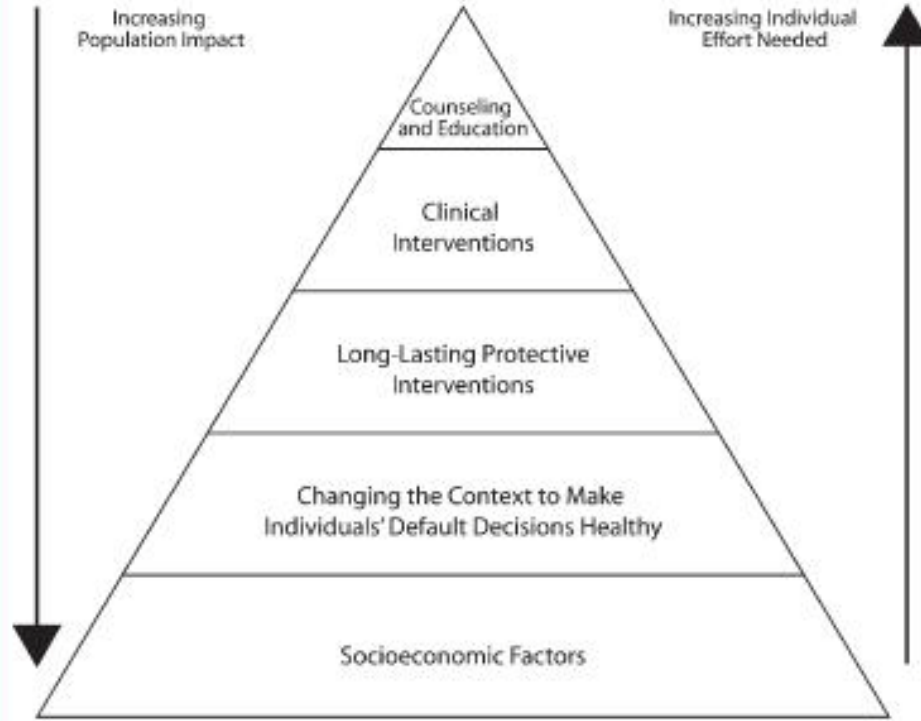 Increasing
Population Impact
Increasing Individual
Effort Needed
Counseling
and Education
Clinical
Interventions
Long-Lasting Protective
Interventions
Changing the Context to Make
Individuals' Default Decisions Healthy
Socioeconomic Factors